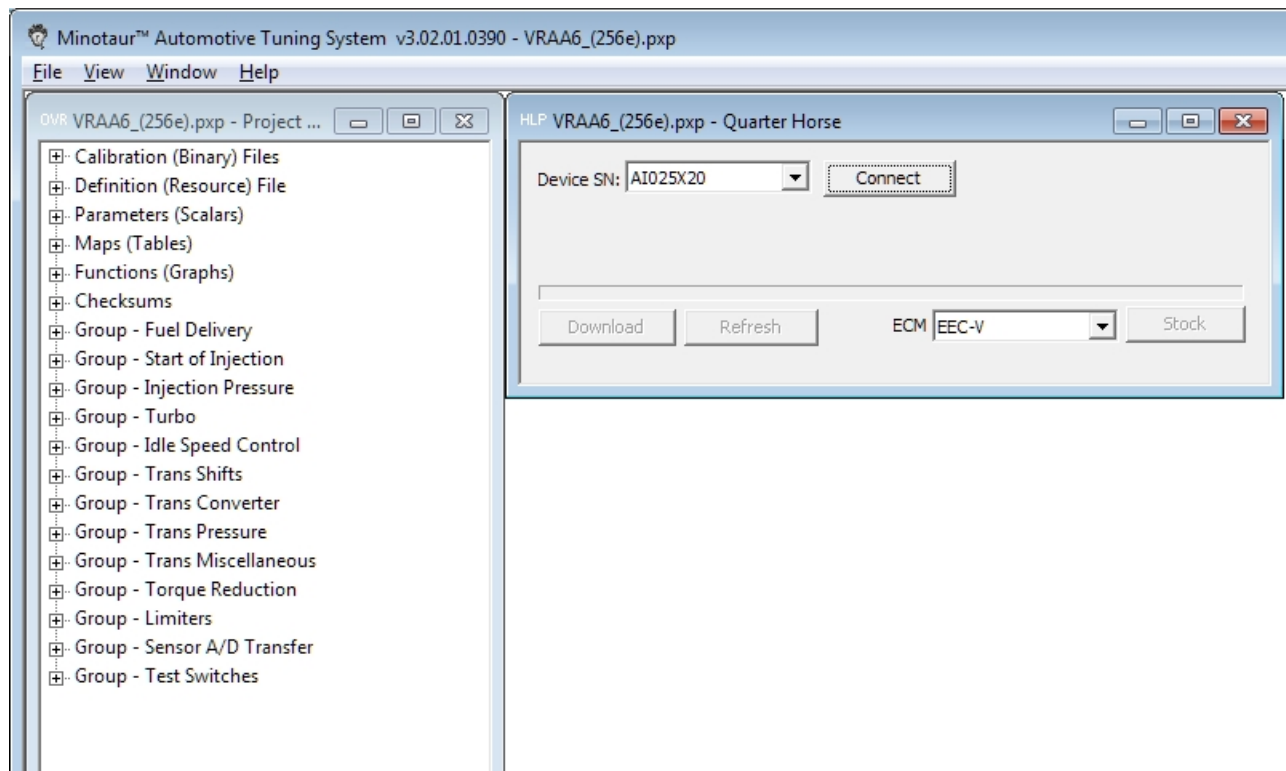 Minotaur™ Automotive Tuning System v3.02.01.0390 - VRAA6_(256e).pxp
File View Window Help
OVR VRAA6_(256e).pxp - Project ...
Calibration (Binary) Files
Definition (Resource) File
Parameters (Scalars)
Maps (Tables)
Functions (Graphs)
Checksums
Group - Fuel Delivery
Group - Start of Injection
Group - Injection Pressure
Group - Turbo
Group - Idle Speed Control
Group - Trans Shifts
Group - Trans Converter
Group - Trans Pressure
Group - Trans Miscellaneous
Group - Torque Reduction
Group - Limiters
Group - Sensor A/D Transfer
Group - Test Switches
HLP VRAA6_(256e).pxp - Quarter Horse
Device SN: AI025X20 Connect
Download Refresh ECM EEC-V Stock